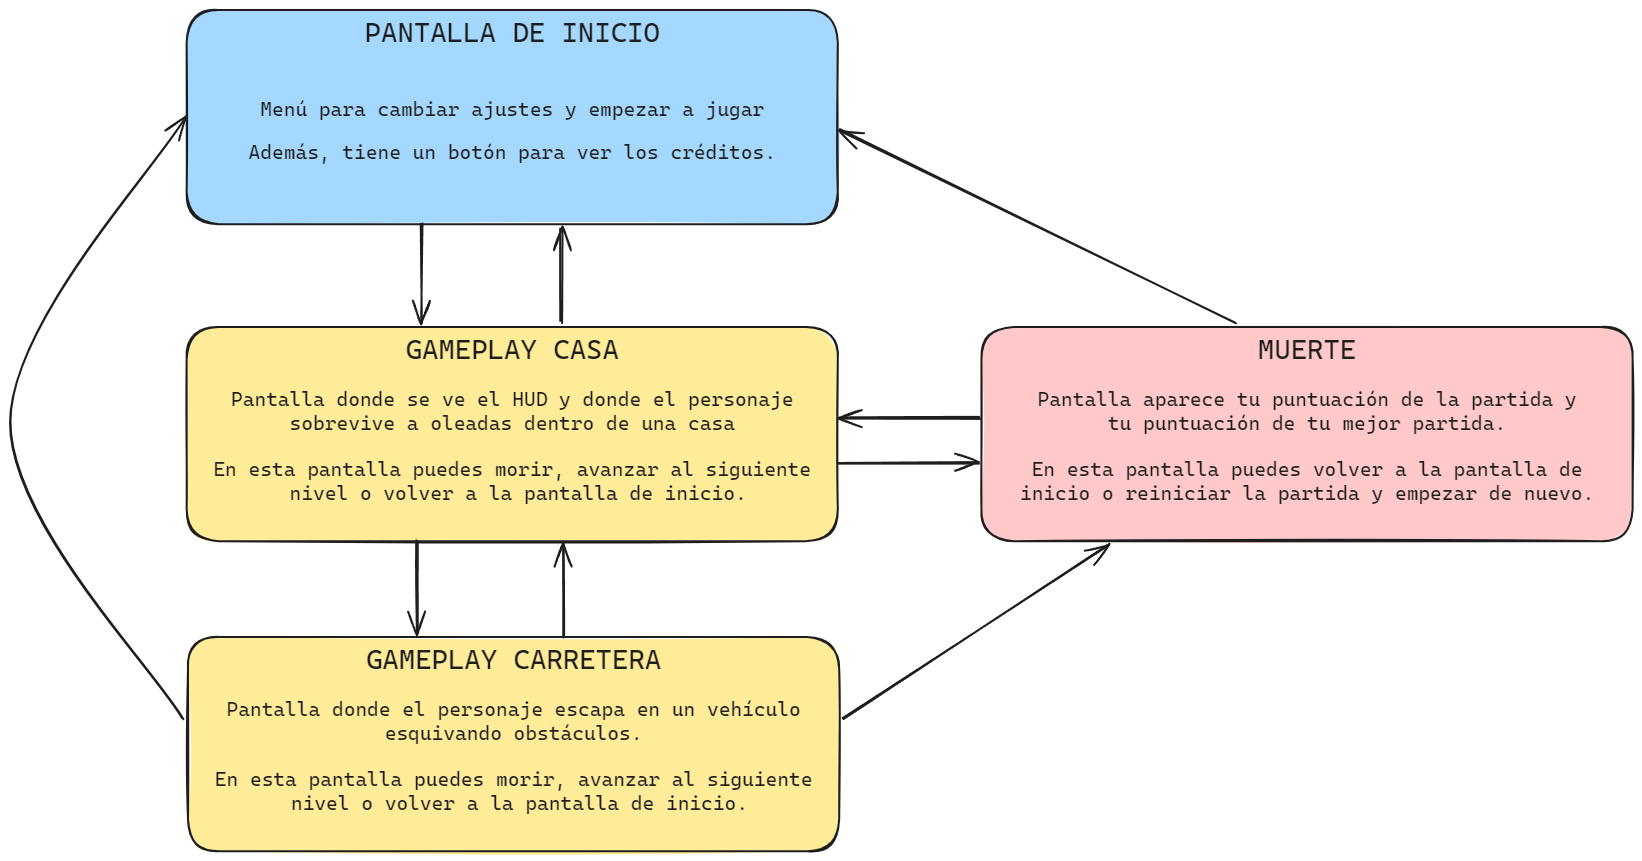 PANTALLA DE INICIO
Menú para cambiar ajustes y empezar a jugar
Además, tiene un botón para ver los créditos.
GAMEPLAY CASA
Pantalla donde se ve el HUD y donde el personaje
sobrevive a oleadas dentro de una casa
En esta pantalla puedes morir, avanzar al siguiente
nivel o volver a la pantalla de inicio.
MUERTE
Pantalla aparece tu puntuación de la partida y
tu puntuación de tu mejor partida.
En esta pantalla puedes volver a la pantalla de
inicio o reiniciar la partida y empezar de nuevo.
GAMEPLAY CARRETERA
Pantalla donde el personaje escapa en un vehículo
esquivando obstáculos.
En esta pantalla puedes morir, avanzar al siguiente
nivel o volver a la pantalla de inicio.